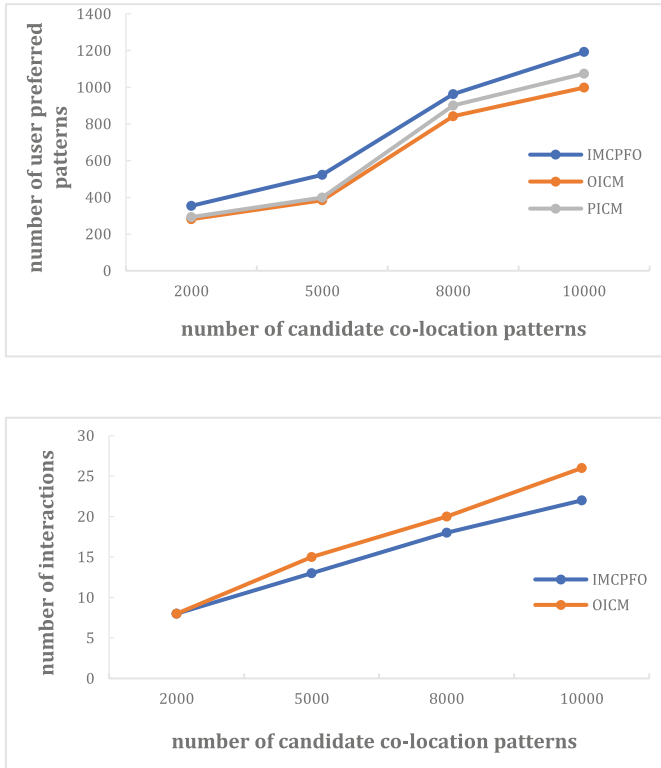 1400
1200
1000
800
600
400
200
0
number of user preferred
patterns
IMCPFO
OICM
PICM
2000 5000 8000 10000
number of candidate co-location patterns
30
25
20
15
10
5
0
number of interactions
IMCPFO
OICM
2000 5000 8000 10000
number of candidate co-location patterns